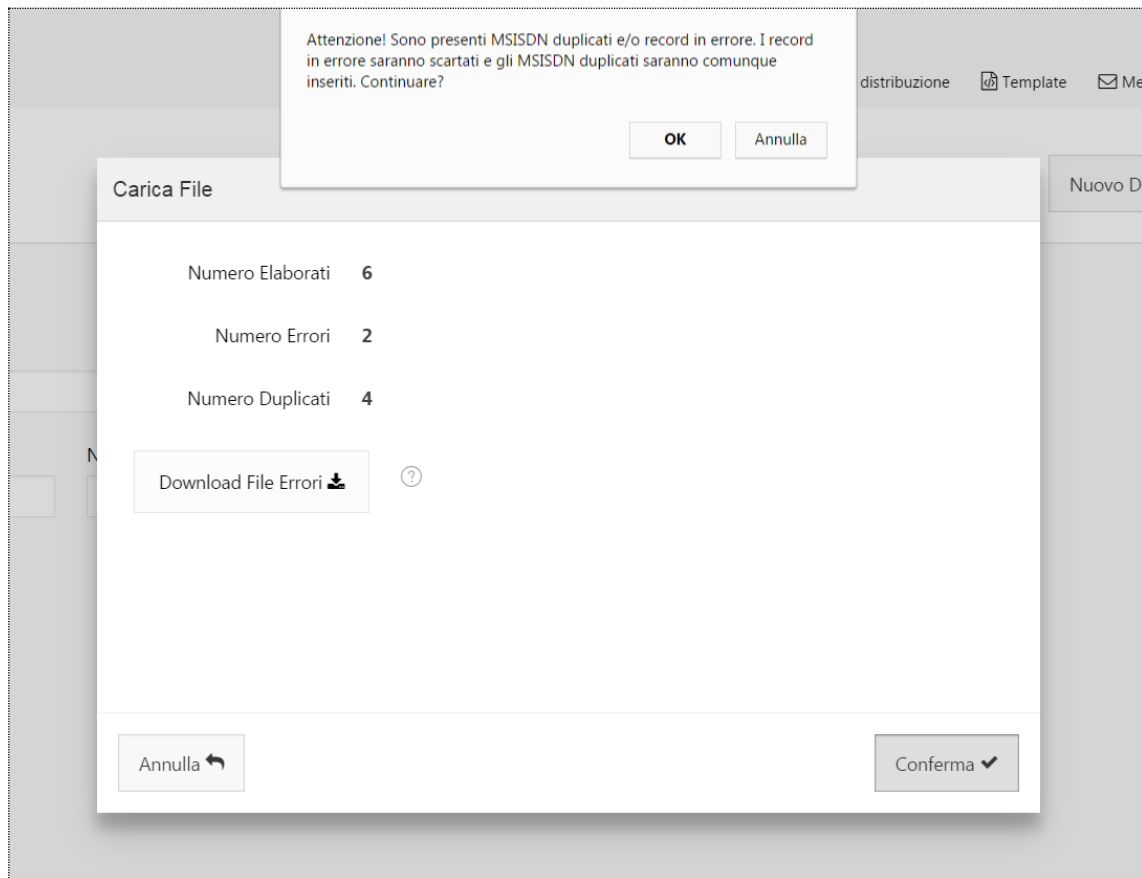 Attenzione! Sono presenti MSISDN duplicati e/o record in errore. I record
in errore saranno scartati e gli MSISDN duplicati saranno comunque
inseriti. Continuare?
distribuzione Template Me
OK Annulla
Carica File
Nuovo D
Numero Elaborati 6
Numero Errori 2
Numero Duplicati 4
N
Download File Errori ?
Annulla Conferma